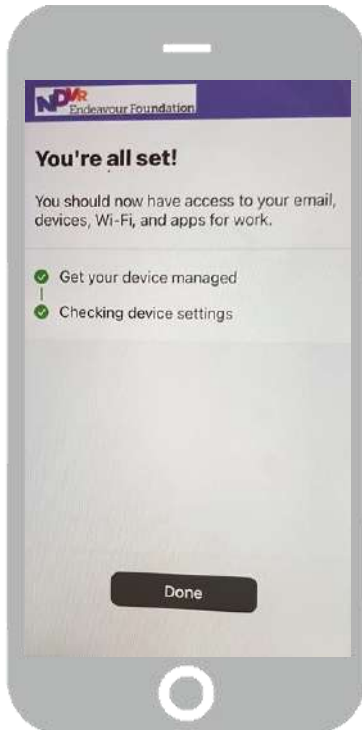 NDVR
Endeavour Foundation
You're all set!
You should now have access to your email,
devices, Wi-Fi, and apps for work.
Get your device managed
Checking device settings
Done